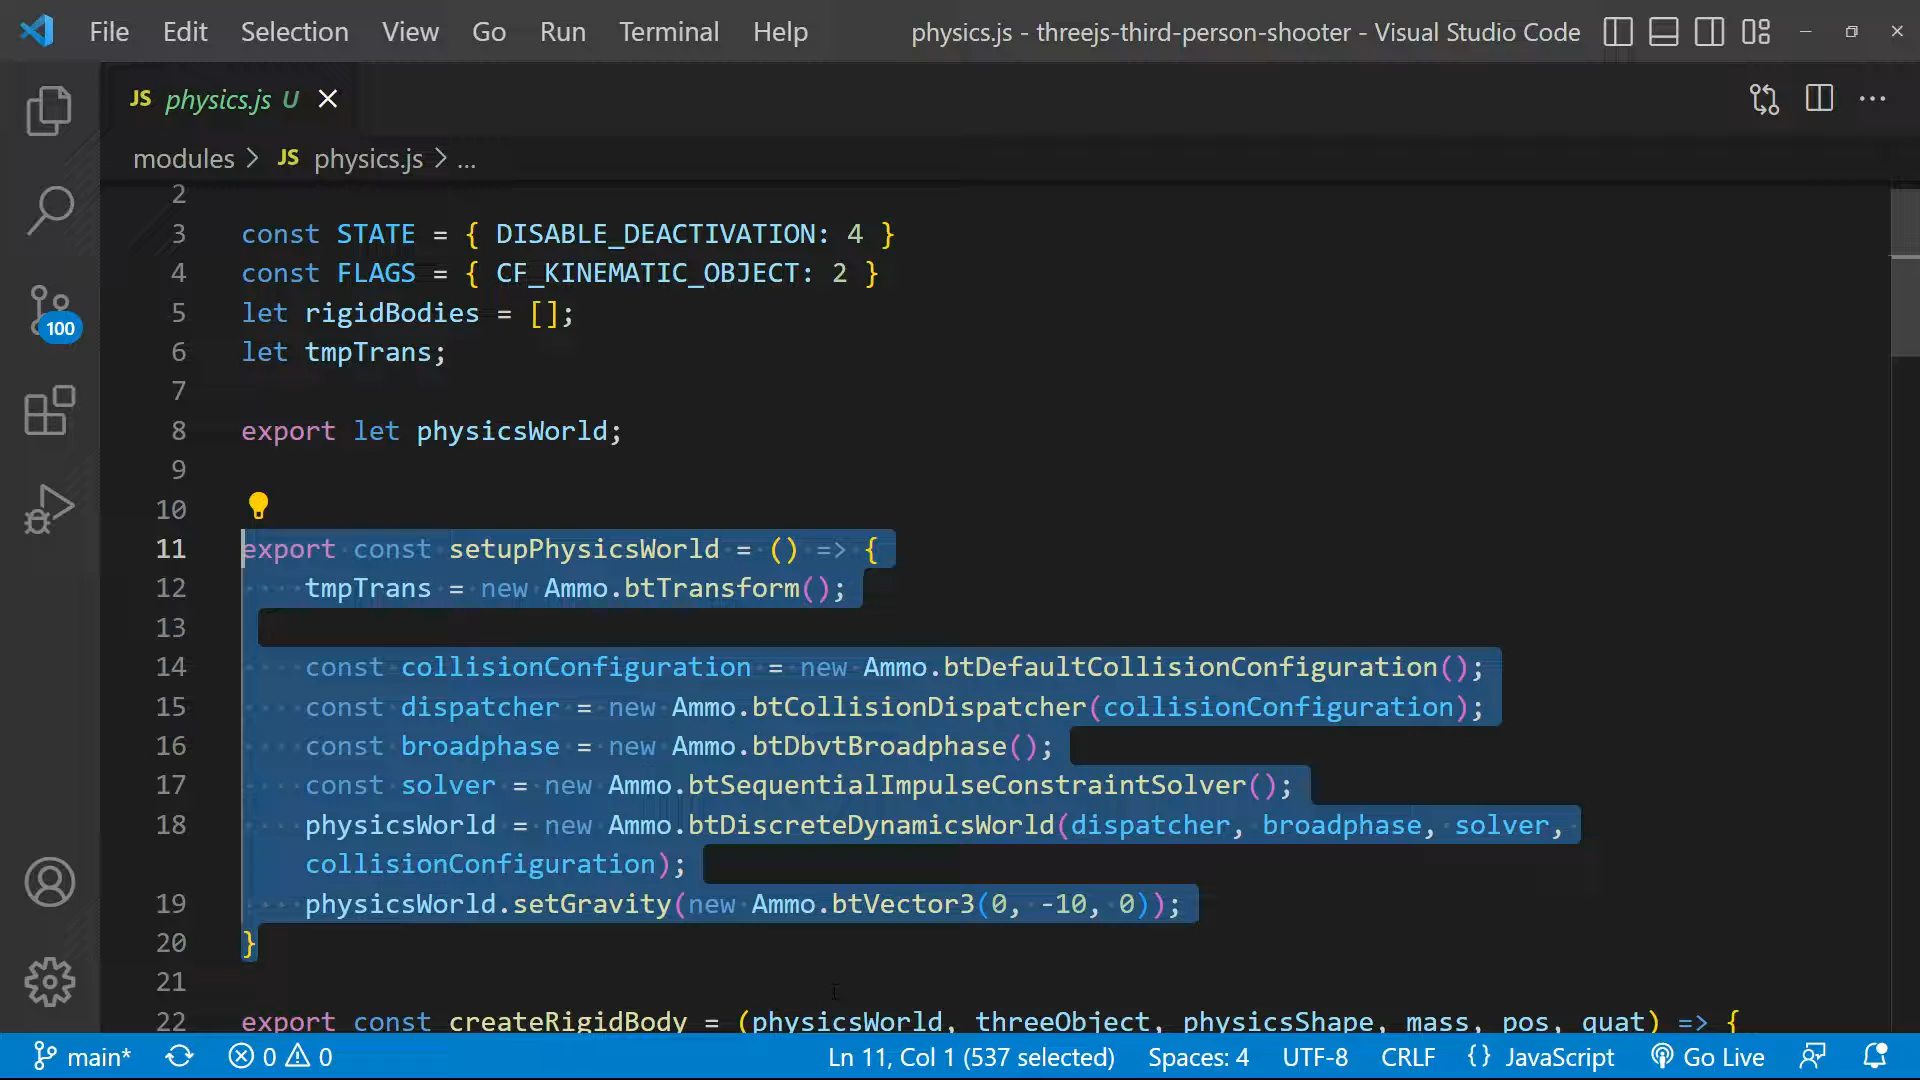 File Edit Selection View Go Run Terminal Help physics.js - threejs-third-person-shooter - Visual Studio Code
JS physics.js U
modules > JS physics.js > ...
2
3 const STATE = { DISABLE_DEACTIVATION: 4 }
4 const FLAGS = { CF_KINEMATIC_OBJECT: 2 }
5 let rigidBodies = [];
6 let tmpTrans;
7
8 export let physicsWorld;
9
10
11 export const setupPhysicsWorld = () => {
12 tmpTrans = new Ammo.btTransform();
13
14 const collisionConfiguration = new Ammo.btDefaultCollisionConfiguration();
15 const dispatcher = new Ammo.btCollisionDispatcher(collisionConfiguration);
16 const broadphase = new Ammo.btDbvtBroadphase();
17 const solver = new Ammo.btSequentialImpulseConstraintSolver();
18 physicsWorld = new Ammo.btDiscreteDynamicsWorld(dispatcher, broadphase, solver,
collisionConfiguration);
19 physicsWorld.setGravity(new Ammo.btVector3(0, -10, 0));
20 }
21
22 export const createRigidBody = (physicsWorld, threeObject, physicsShape, mass, pos, quat) => {
100
main* 0 0 Ln 11, Col 1 (537 selected) Spaces: 4 UTF-8 CRLF {} JavaScript Go Live